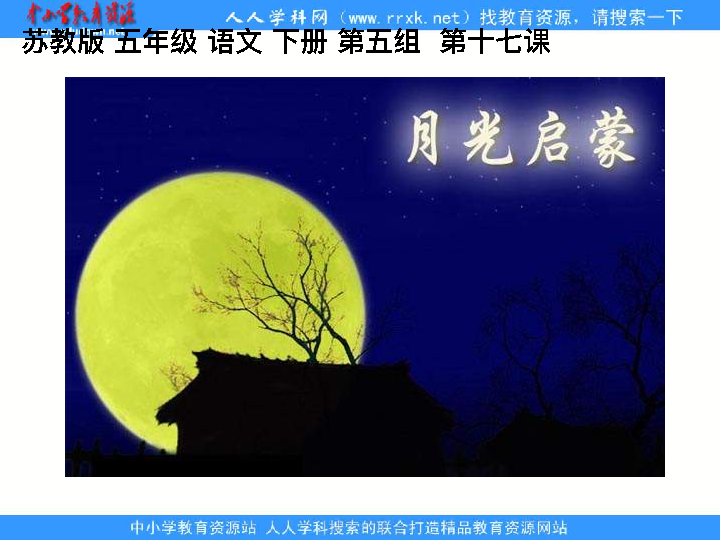 中小学教育资源
人人学科网（www.rrxk.net）找教育资源，请搜索一下
苏教版 五年级 语文 下册 第五组 第十七课
月光启蒙
中小学教育资源站 人人学科搜索的联合打造精品教育资源网站